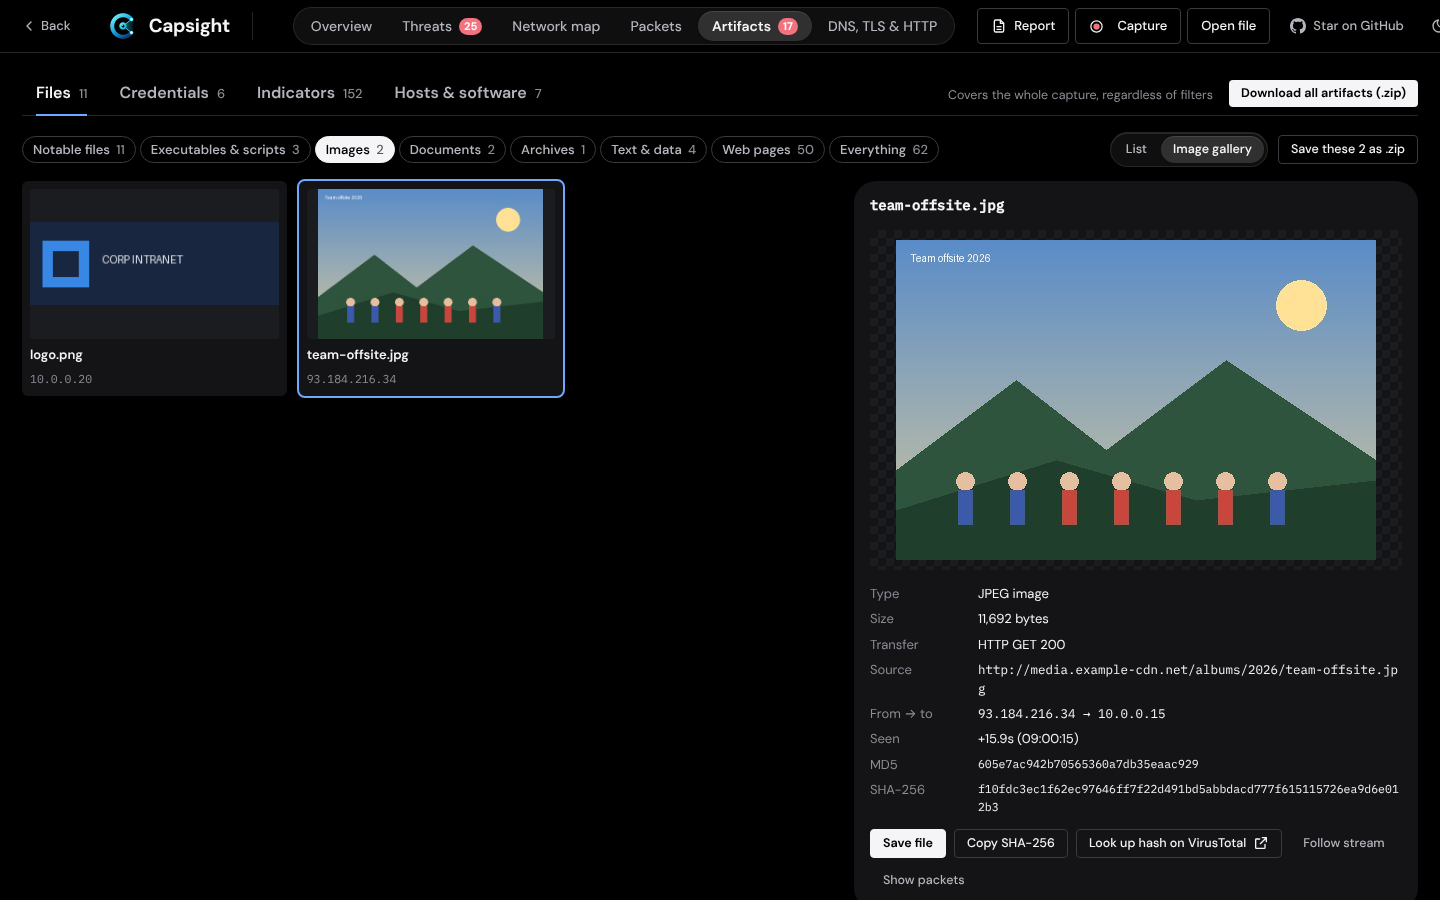 Back
Capsight
Overview
Threats 25
Network map
Packets
Artifacts 17
DNS, TLS & HTTP
Report
Capture
Open file
Star on GitHub
Files 11
Credentials 6
Indicators 152
Hosts & software 7
Covers the whole capture, regardless of filters
Download all artifacts (.zip)
Notable files 11
Executables & scripts 3
Images 2
Documents 2
Archives 1
Text & data 4
Web pages 50
Everything 62
List
Image gallery
Save these 2 as .zip
CORP INTRANET
logo.png
10.0.0.20
Team offsite 2026
team-offsite.jpg
93.184.216.34
team-offsite.jpg
Team offsite 2026
Type JPEG image
Size 11,692 bytes
Transfer HTTP GET 200
Source http://media.example-cdn.net/albums/2026/team-offsite.jp
g
From → to 93.184.216.34 → 10.0.0.15
Seen +15.9s (09:00:15)
MD5 605e7ac942b70565360a7db35eaac929
SHA-256 f10fdc3ec1f62ec97646ff7f22d491bd5abbdacd777f615115726ea9d6e01
2b3
Save file
Copy SHA-256
Look up hash on VirusTotal
Follow stream
Show packets